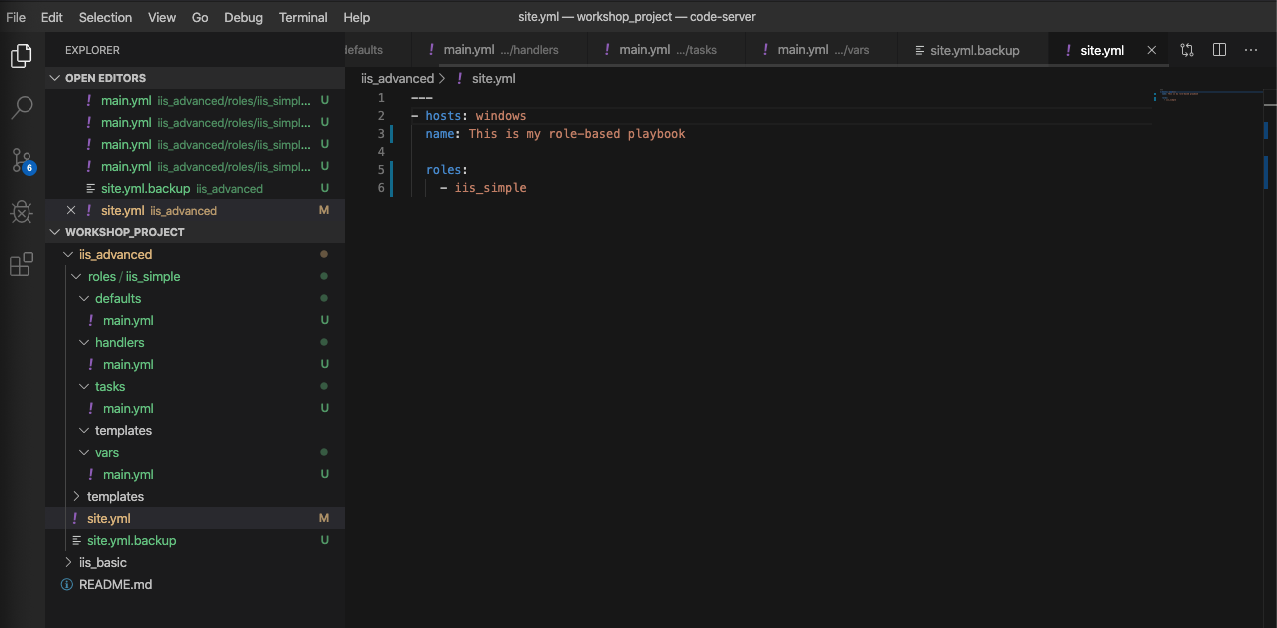 File Edit Selection View Go Debug Terminal Help site.yml — workshop_project — code-server
EXPLORER
OPEN EDITORS
! main.yml iis_advanced/roles/iis_simpl... U
! main.yml iis_advanced/roles/iis_simpl... U
! main.yml iis_advanced/roles/iis_simpl... U
! main.yml iis_advanced/roles/iis_simpl... U
site.yml.backup iis_advanced U
! site.yml iis_advanced M
WORKSHOP_PROJECT
iis_advanced
roles / iis_simple
defaults
! main.yml U
handlers
! main.yml U
tasks
! main.yml U
templates
vars
! main.yml U
templates
! site.yml M
site.yml.backup U
iis_basic
README.md
6
defaults ! main.yml .../handlers ! main.yml .../tasks ! main.yml .../vars site.yml.backup ! site.yml ...
iis_advanced > ! site.yml
1 ---
2 - hosts: windows
3 name: This is my role-based playbook
4
5 roles:
6 - iis_simple